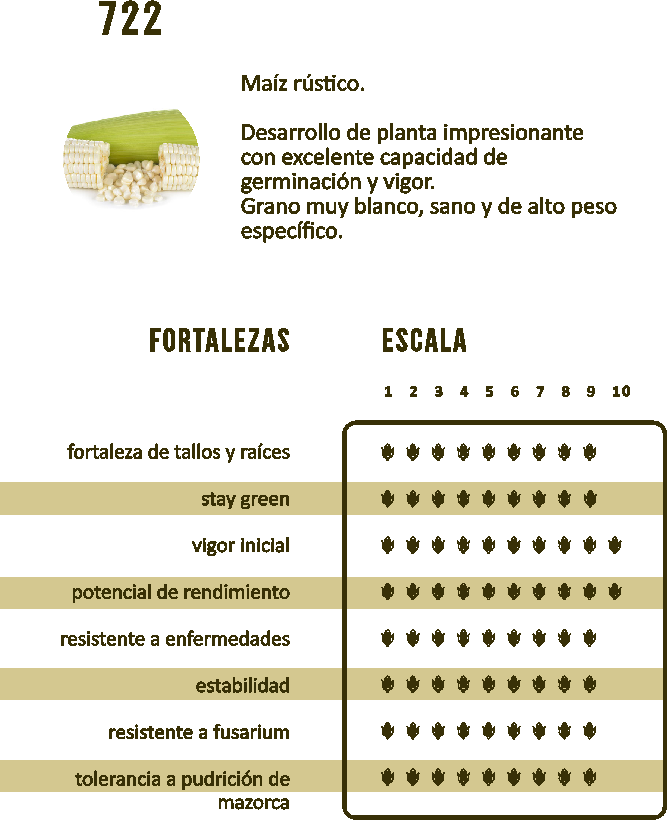 722
Maíz rústico.
Desarrollo de planta impresionante
con excelente capacidad de
germinación y vigor.
Grano muy blanco, sano y de alto peso
específico.
FORTALEZAS ESCALA
1 2 3 4 5 6 7 8 9 10
fortaleza de tallos y raíces
stay green
vigor inicial
potencial de rendimiento
resistente a enfermedades
estabilidad
resistente a fusarium
tolerancia a pudrición de
mazorca